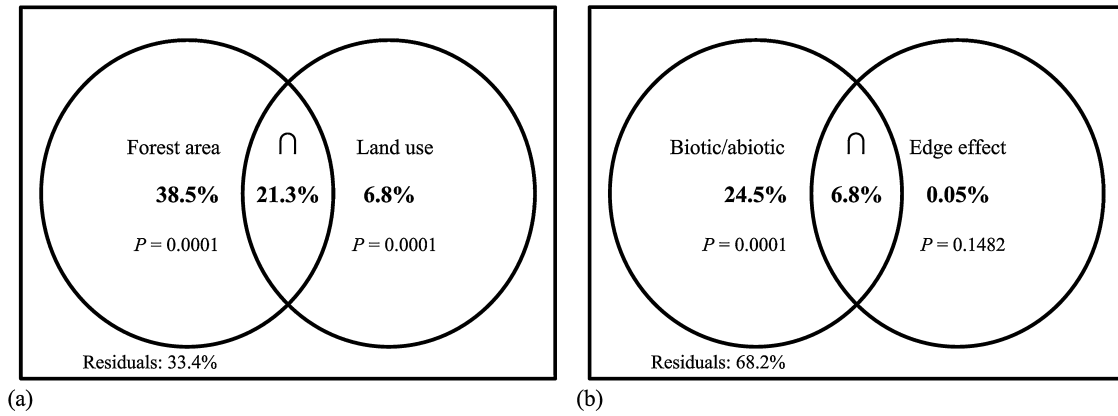 Forest area ∩ Land use
38.5% 21.3% 6.8%
P = 0.0001 P = 0.0001
Residuals: 33.4%
(a)
Biotic/abiotic ∩ Edge effect
24.5% 6.8% 0.05%
P = 0.0001 P = 0.1482
Residuals: 68.2%
(b)